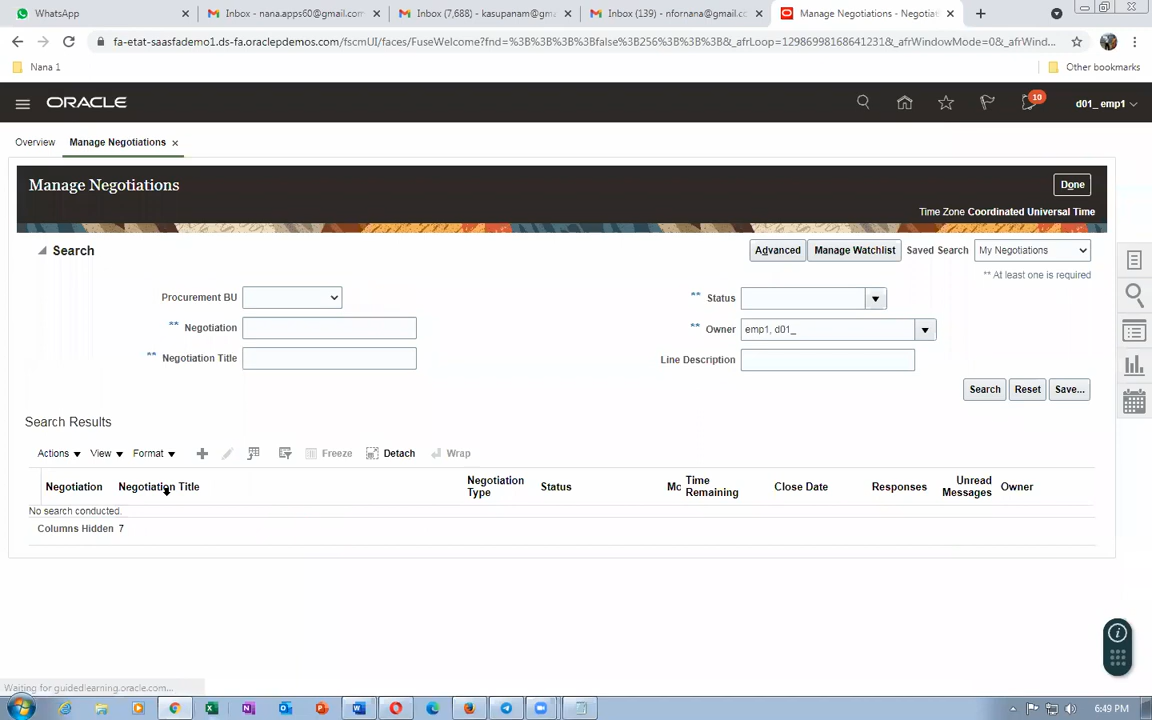 WhatsApp
Inbox - nana.apps60@gmail.com
Inbox (7,688) - kasupanam@gma
Inbox (139) - nfornana@gmail.cc
Manage Negotiations - Negotiat
fa-etat-saasfademo1.ds-fa.oraclepdemos.com/fscmUI/faces/FuseWelcome?fnd=%3B%3B%3B%3Bfalse%3B256%3B%3B%3B&_afrLoop=12986998168641231&_afrWindowMode=0&_afrWind...
Nana 1
Other bookmarks
ORACLE
10
d01_ emp1
Overview
Manage Negotiations
Manage Negotiations
Done
Time Zone Coordinated Universal Time
Search
Advanced
Manage Watchlist
Saved Search
My Negotiations
** At least one is required
Procurement BU
** Status
** Negotiation
** Owner
emp1, d01_
** Negotiation Title
Line Description
Search
Reset
Save...
Search Results
Actions
View
Format
Freeze
Detach
Wrap
Negotiation
Negotiation Title
Negotiation Type
Status
Mc
Time Remaining
Close Date
Responses
Unread Messages
Owner
No search conducted.
Columns Hidden 7
Waiting for guidedlearning.oracle.com...
6:49 PM